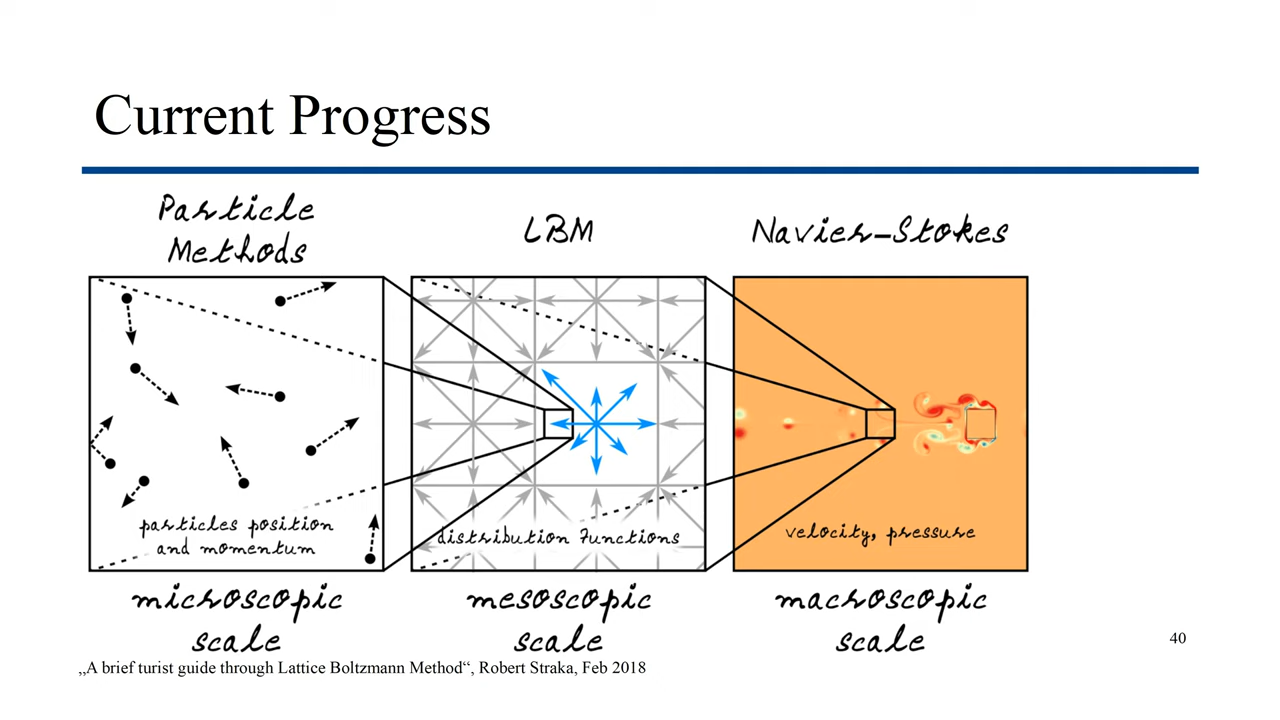 Current Progress
Particle
Methods
LBM
Navier-Stokes
particles position
and momentum
distribution functions
velocity, pressure
microscopic
scale
mesoscopic
scale
macroscopic
scale
40
„A brief turist guide through Lattice Boltzmann Method“, Robert Straka, Feb 2018